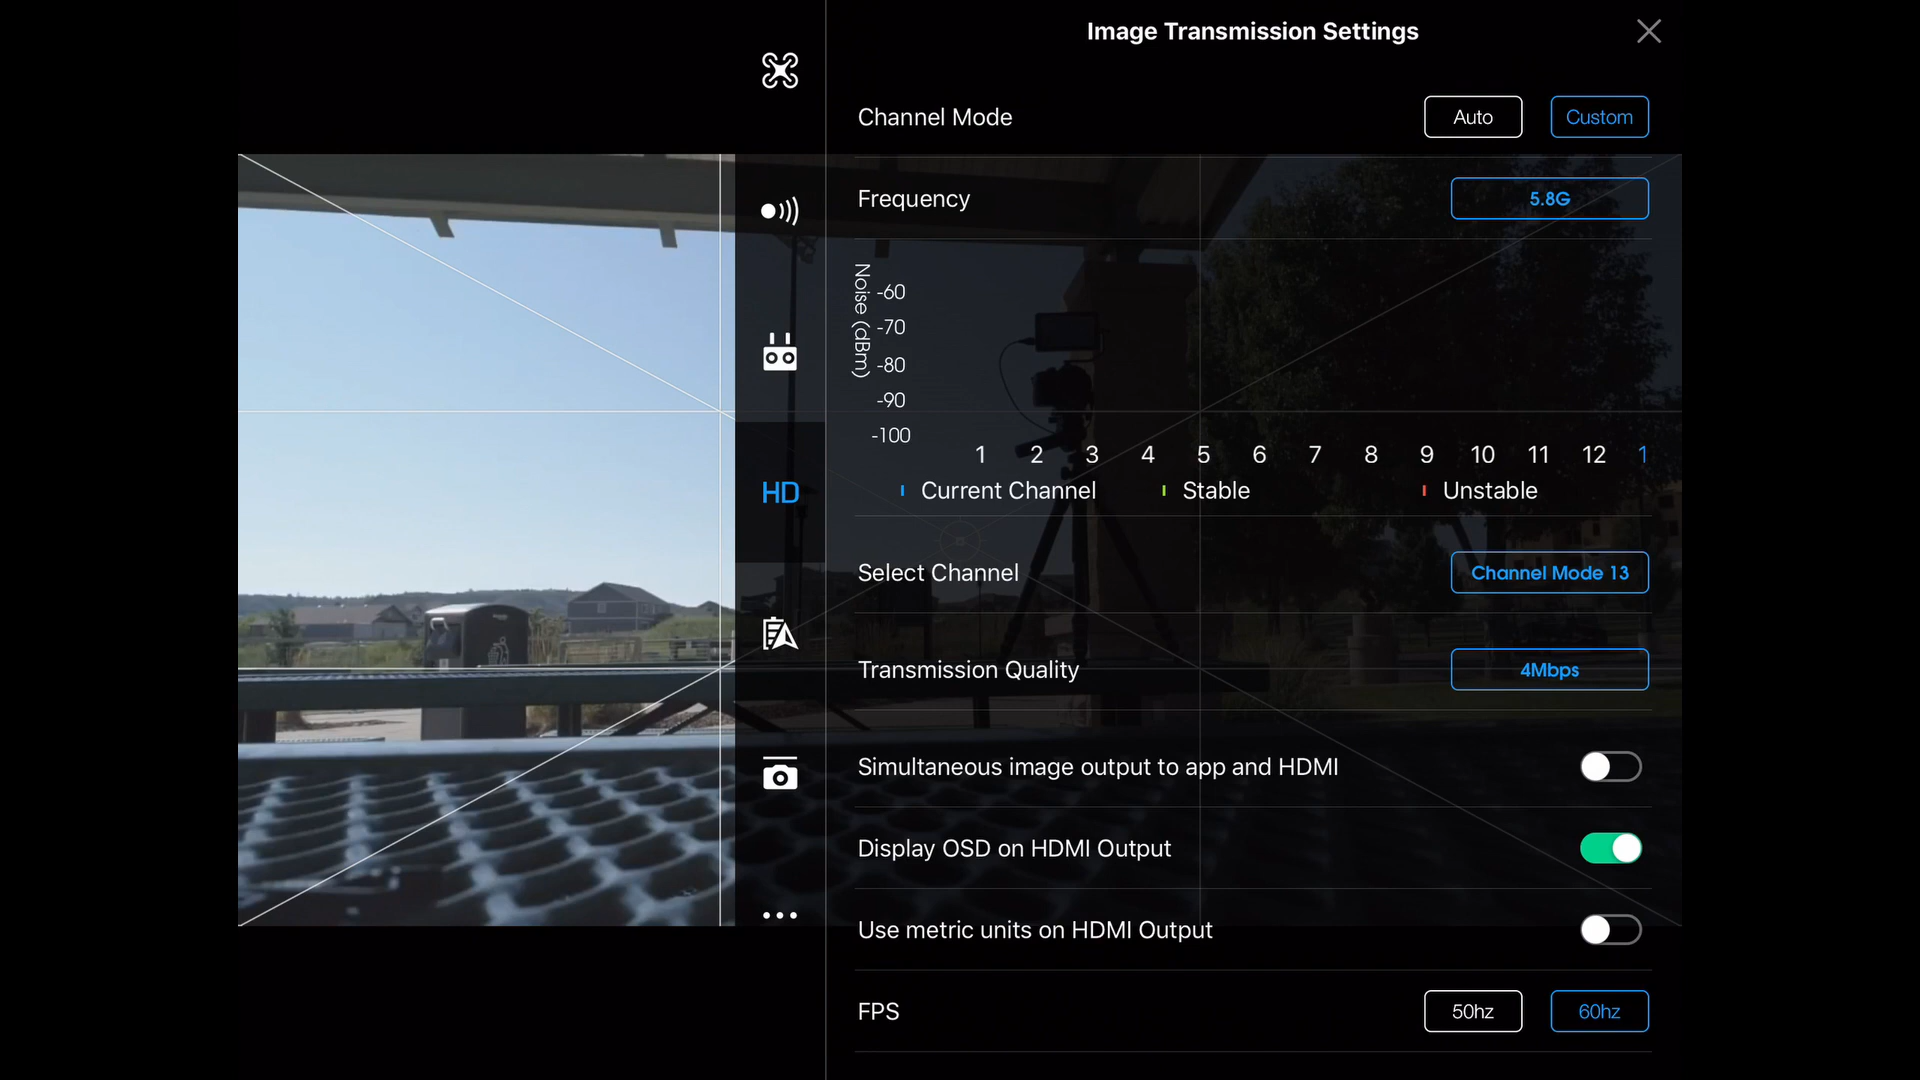 Image Transmission Settings
Channel Mode Auto Custom
Frequency 5.8G
Noise (dBm)
-60
-70
-80
-90
-100
1 2 3 4 5 6 7 8 9 10 11 12 1
Current Channel Stable Unstable
HD
Select Channel Channel Mode 13
Transmission Quality 4Mbps
Simultaneous image output to app and HDMI
Display OSD on HDMI Output
Use metric units on HDMI Output
FPS 50hz 60hz